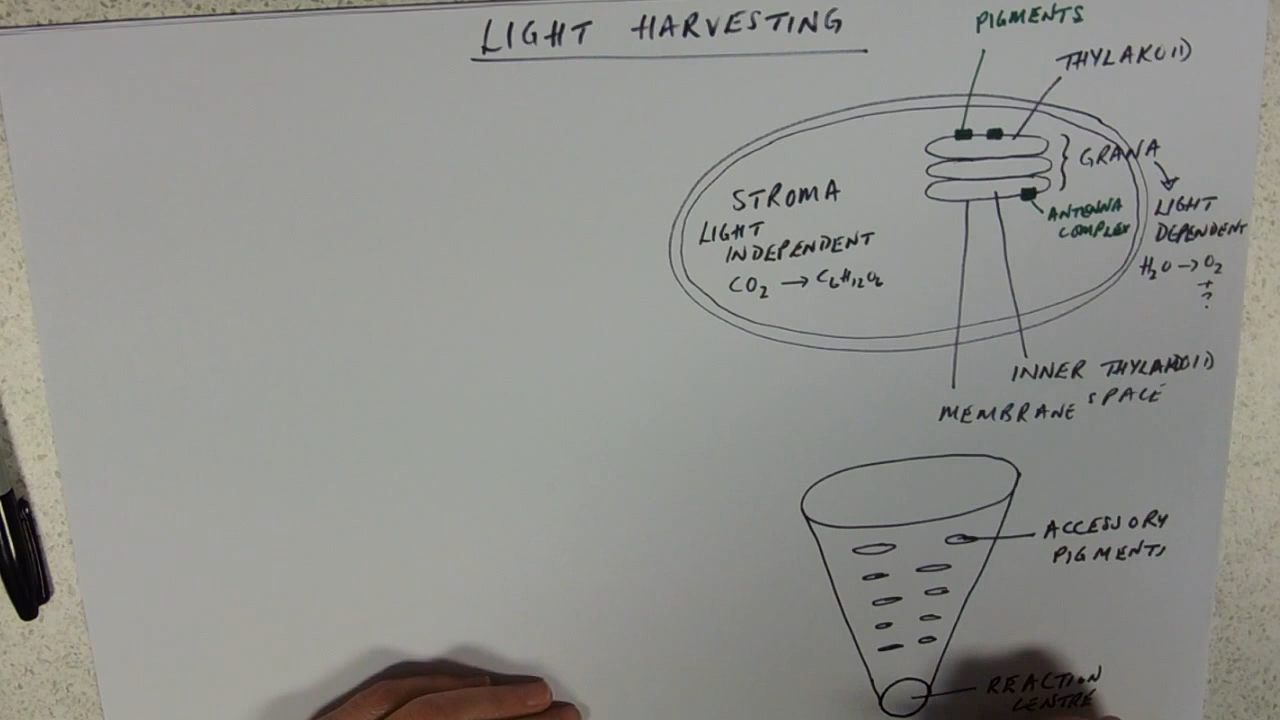 LIGHT HARVESTING
PIGMENTS
THYLAKOID
GRANA
STROMA
LIGHT
INDEPENDENT
CO2 → C6H12O6
ANTENNA
COMPLEX
LIGHT
DEPENDENT
H2O → O2
+
?
INNER THYLAKOID
SPACE
MEMBRANE
ACCESSORY
PIGMENTS
REACTION
CENTRE